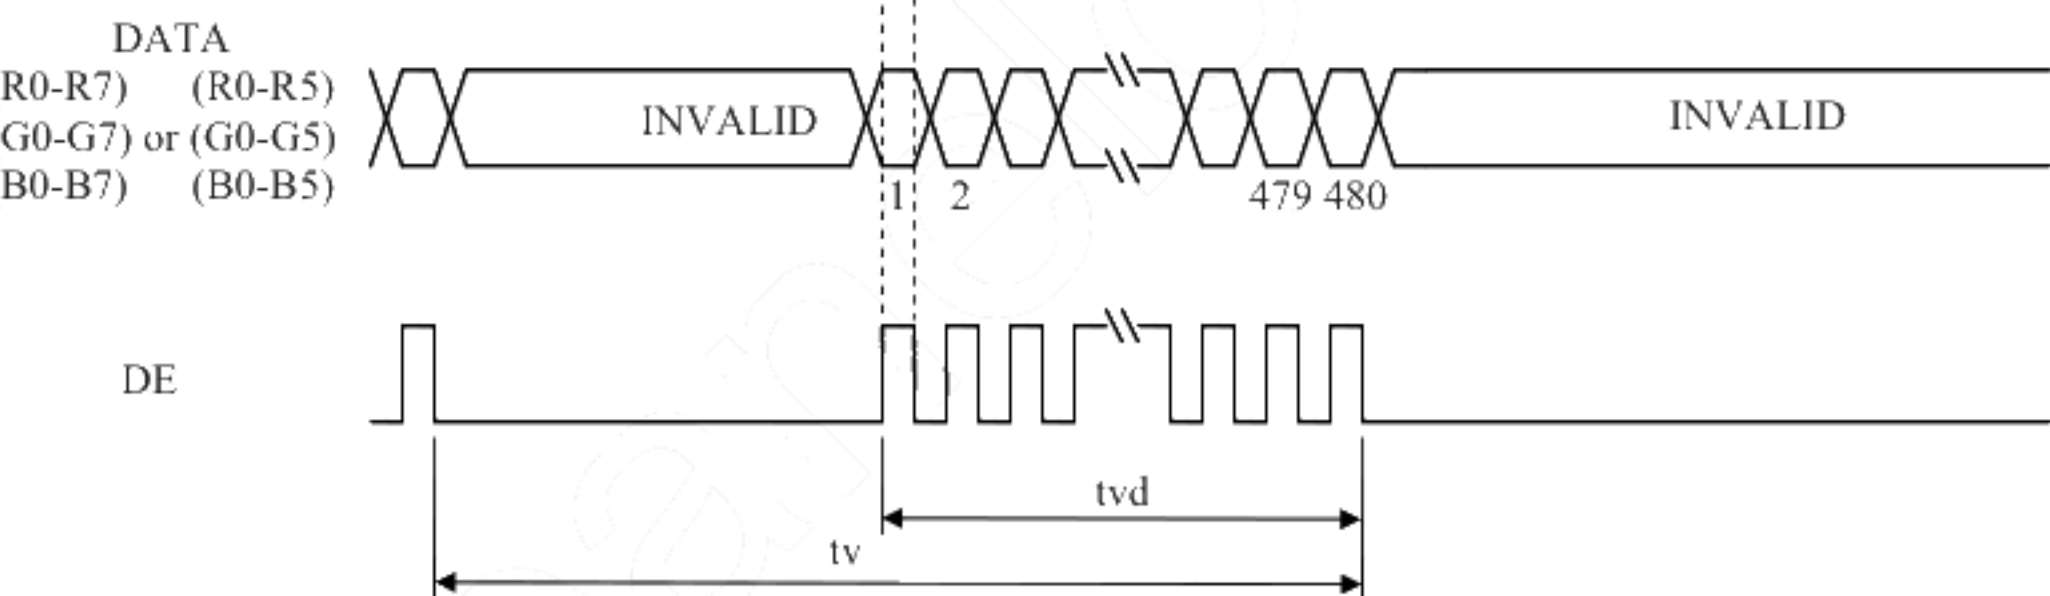 DATA
R0-R7) (R0-R5)
G0-G7) or (G0-G5)
B0-B7) (B0-B5)
INVALID
INVALID
1 2 479 480
DE
tvd
tv